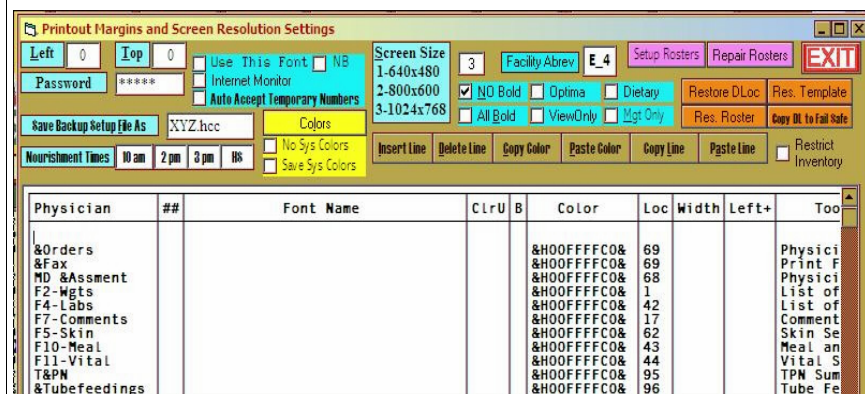 Printout Margins and Screen Resolution Settings
Left 0 Top 0
Use This Font NB
Internet Monitor
Auto Accept Temporary Numbers
Password *****
Save Backup Setup File As XYZ.hcc
Colors
No Sys Colors
Save Sys Colors
Nourishment Times 10 am 2 pm 3 pm HS
Screen Size
1-640x480
2-800x600
3-1024x768
3 Facility Abrev E_4 Setup Rosters Repair Rosters EXIT
NO Bold Optima Dietary Restore DLoc Res. Template
All Bold ViewOnly Mgt Only Res. Roster Copy DL to Fail Safe
Insert Line Delete Line Copy Color Paste Color Copy Line Paste Line Restrict Inventory
Physician ## Font Name ClrU B Color Loc Width Left+ Too
&Orders &H00FFFFC0& 69 Physici
&Fax &H00FFFFC0& 69 Print F
MD &Assment &H00FFFFC0& 68 Physici
F2-Wgts &H00FFFFC0& 1 List of
F4-Labs &H00FFFFC0& 42 List of
F7-Comments &H00FFFFC0& 17 Comment
F5-Skin &H00FFFFC0& 62 Skin Se
F10-Meal &H00FFFFC0& 43 Meal an
F11-Vital &H00FFFFC0& 44 Vital S
T&PN &H00FFFFC0& 95 TPN Sum
&Tubefeedings &H00FFFFC0& 96 Tube Fe